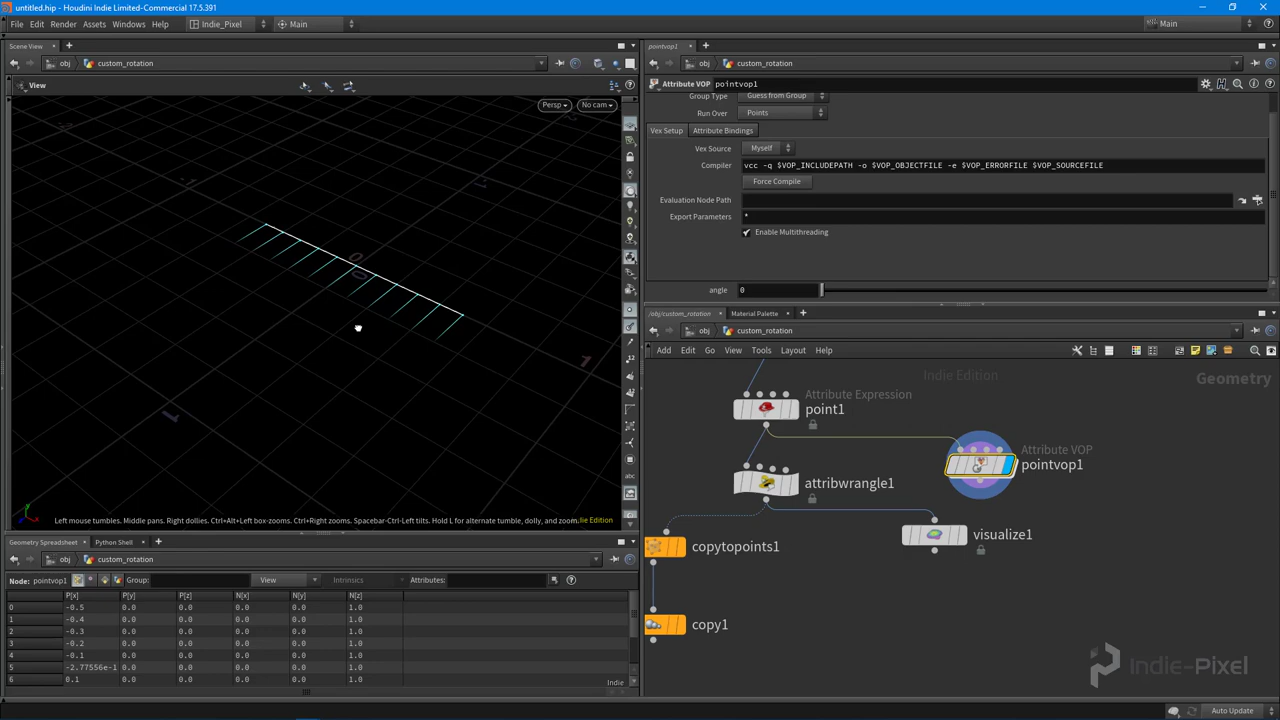 untitled.hip - Houdini Indie Limited-Commercial 17.5.391
File Edit Render Assets Windows Help Indie_Pixel Main Main
Scene View
obj custom_rotation
View
Persp No cam
0
0
1
1
-1
Left mouse tumbles. Middle pans. Right dollies. Ctrl+Alt+Left box-zooms. Ctrl+Right zooms. Spacebar-Ctrl-Left tilts. Hold L for alternate tumble, dolly, and zoom.
Indie Edition
Geometry Spreadsheet Python Shell
obj custom_rotation
Node: pointvop1 Group: View Intrinsics Attributes:
P[x] P[y] P[z] N[x] N[y] N[z]
0 -0.5 0.0 0.0 0.0 0.0 1.0
1 -0.4 0.0 0.0 0.0 0.0 1.0
2 -0.3 0.0 0.0 0.0 0.0 1.0
3 -0.2 0.0 0.0 0.0 0.0 1.0
4 -0.1 0.0 0.0 0.0 0.0 1.0
5 -2.77556e-1 0.0 0.0 0.0 0.0 1.0
6 0.1 0.0 0.0 0.0 0.0 1.0
Indie
pointvop1
obj custom_rotation
Attribute VOP pointvop1
Group Type Guess from Group
Run Over Points
Vex Setup Attribute Bindings
Vex Source Myself
Compiler vcc -q $VOP_INCLUDEPATH -o $VOP_OBJECTFILE -e $VOP_ERRORFILE $VOP_SOURCEFILE
Force Compile
Evaluation Node Path
Export Parameters *
Enable Multithreading
angle 0
/obj/custom_rotation Material Palette
obj custom_rotation
Add Edit Go View Tools Layout Help
Indie Edition
Geometry
Attribute Expression
point1
Attribute VOP
pointvop1
attribwrangle1
visualize1
copytopoints1
copy1
Indie-Pixel
Auto Update